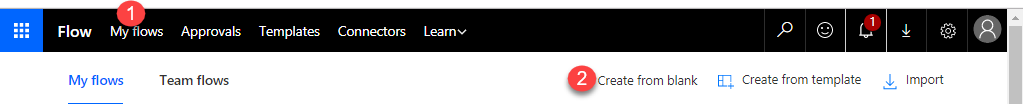 1
Flow My flows Approvals Templates Connectors Learn 1
My flows Team flows 2 Create from blank Create from template Import